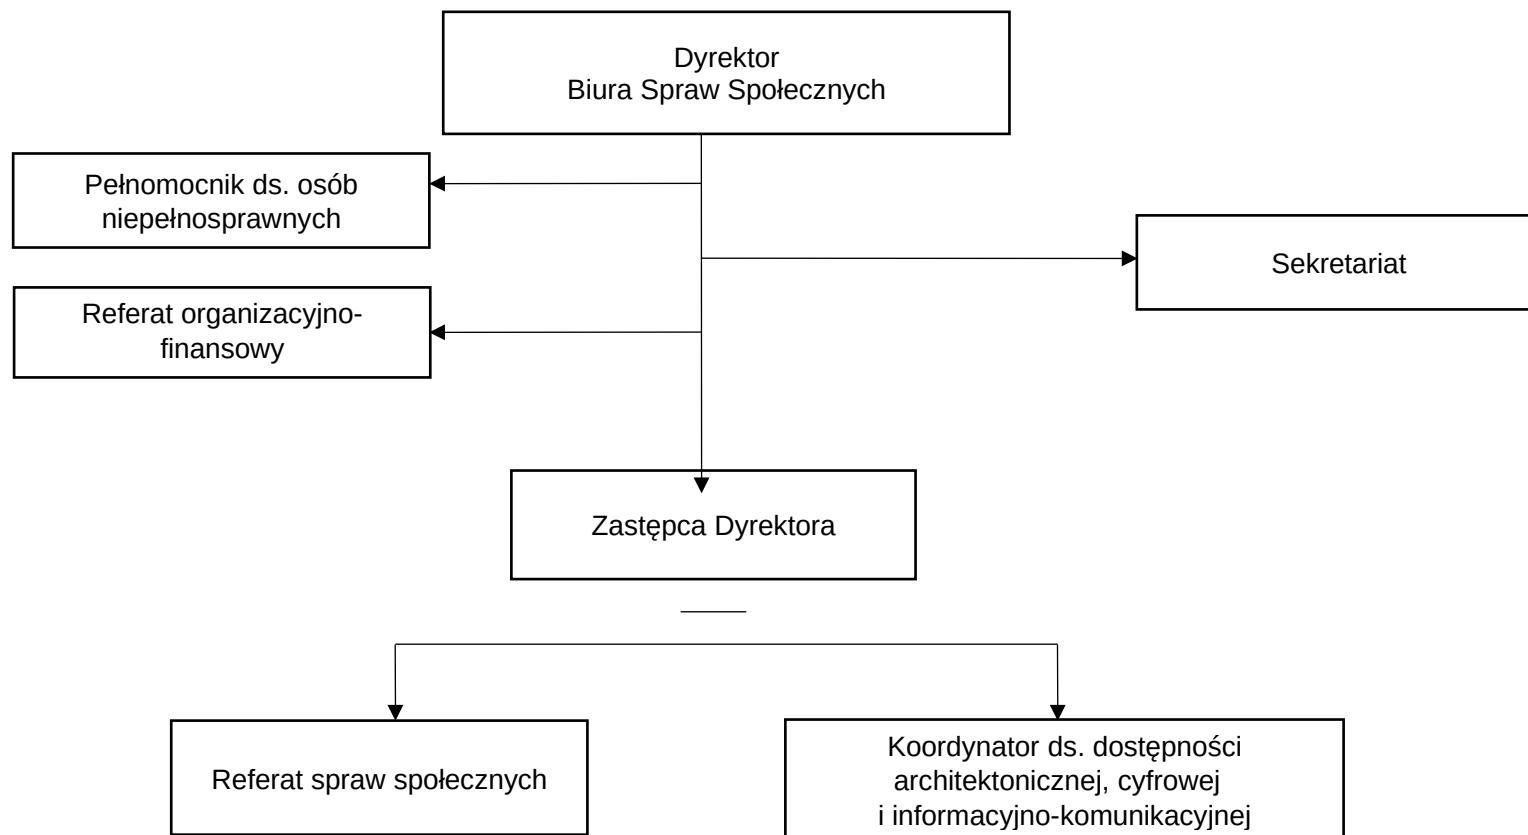 Dyrektor
Biura Spraw Społecznych
Pełnomocnik ds. osób
niepełnosprawnych
Sekretariat
Referat organizacyjno-
finansowy
Zastępca Dyrektora
Referat spraw społecznych
Koordynator ds. dostępności
architektonicznej, cyfrowej
i informacyjno-komunikacyjnej